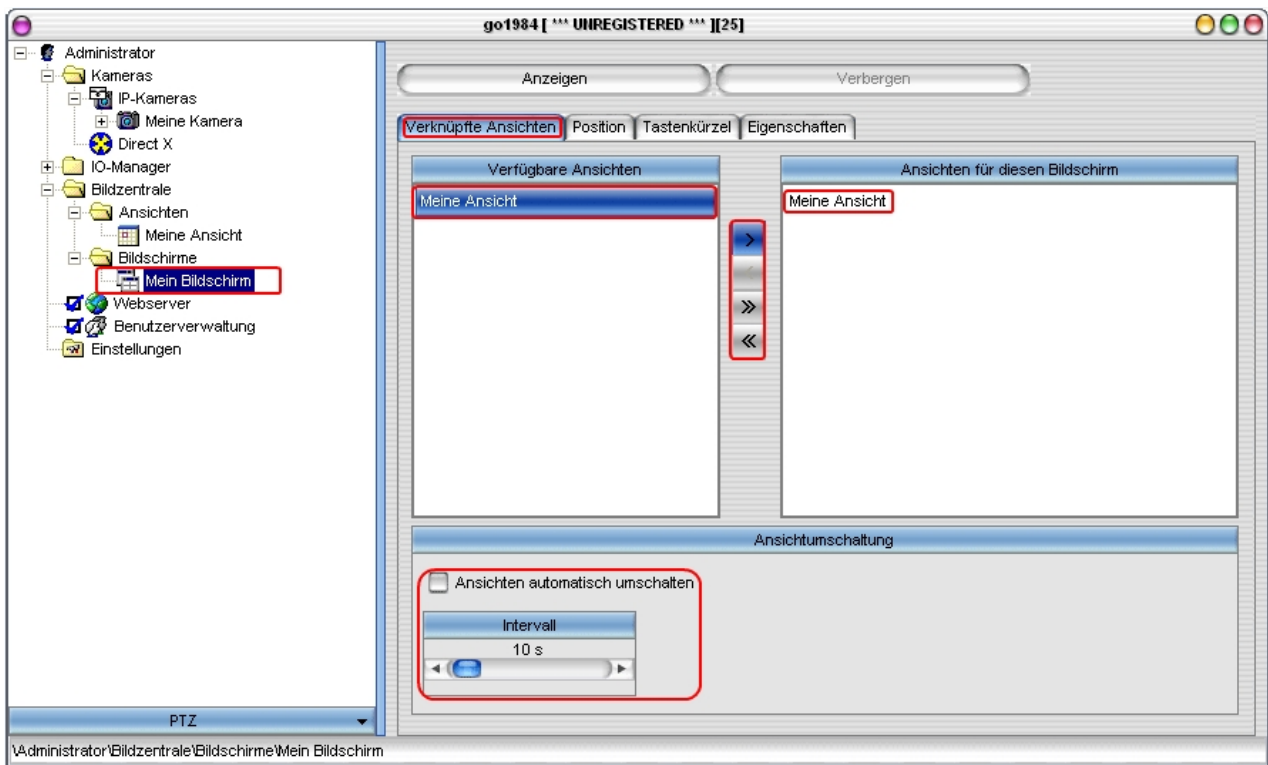 go1984 [ *** UNREGISTERED *** ][25]
Administrator
Kameras
IP-Kameras
Meine Kamera
Direct X
IO-Manager
Bildzentrale
Ansichten
Meine Ansicht
Bildschirme
Mein Bildschirm
Webserver
Benutzerverwaltung
Einstellungen
PTZ
Anzeigen
Verbergen
Verknüpfte Ansichten
Position
Tastenkürzel
Eigenschaften
Verfügbare Ansichten
Meine Ansicht
Ansichten für diesen Bildschirm
Meine Ansicht
Ansichtumschaltung
Ansichten automatisch umschalten
Intervall
10 s
\Administrator\Bildzentrale\Bildschirme\Mein Bildschirm